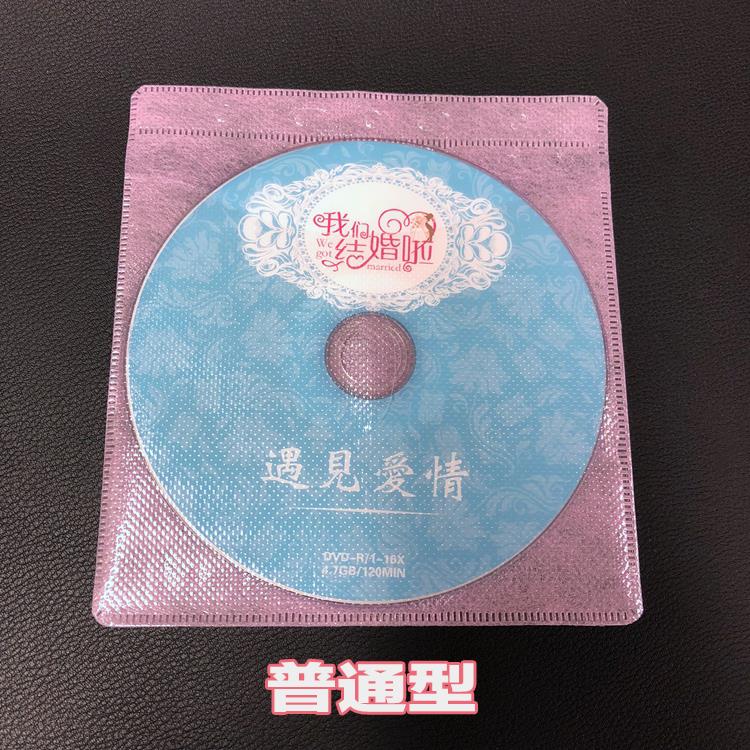 我们
We got
结婚啦
married
遇見愛情
DVD-R/1-16X
4.7GB/120MIN
普通型